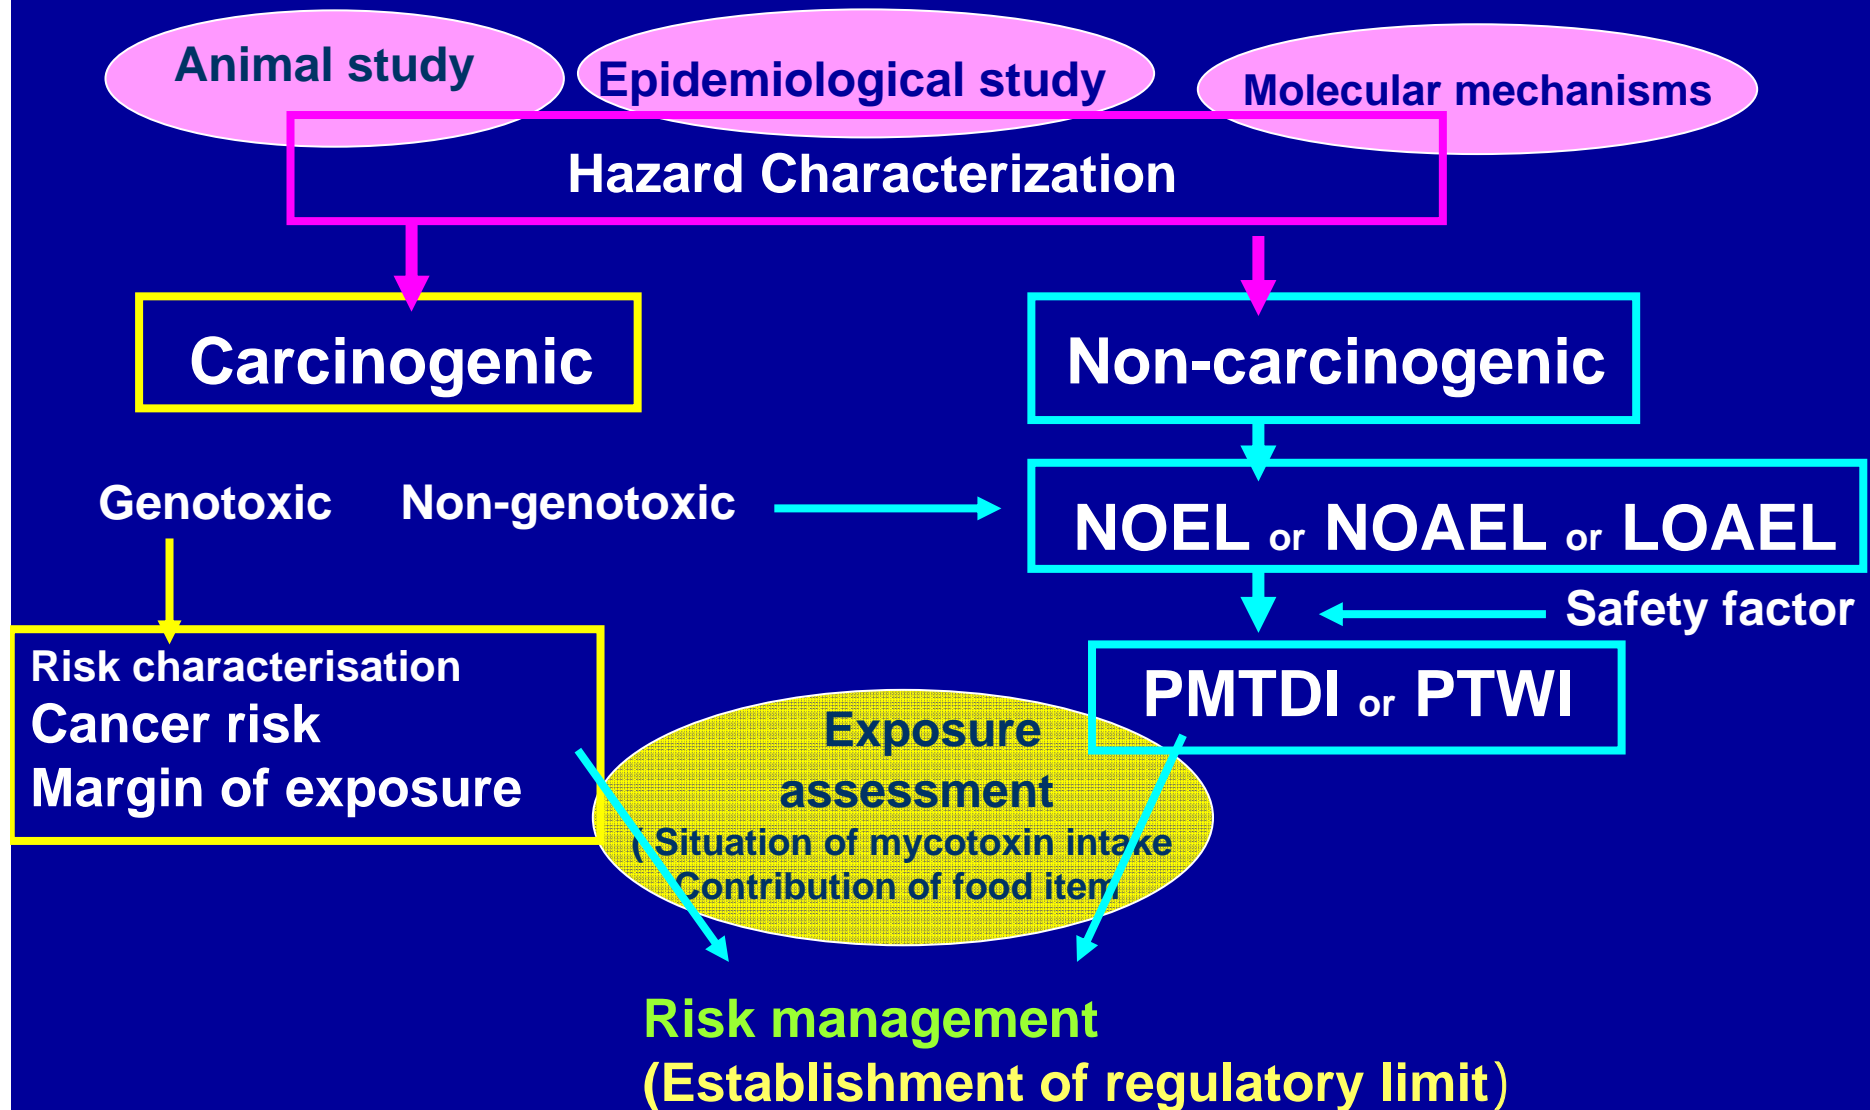 Animal study
Epidemiological study
Molecular mechanisms
Hazard Characterization
Carcinogenic
Non-carcinogenic
Genotoxic
Non-genotoxic
NOEL or NOAEL or LOAEL
Safety factor
Risk characterisation
Cancer risk
Margin of exposure
PMTDI or PTWI
Exposure
assessment
( Situation of mycotoxin intake
Contribution of food item
Risk management
(Establishment of regulatory limit)